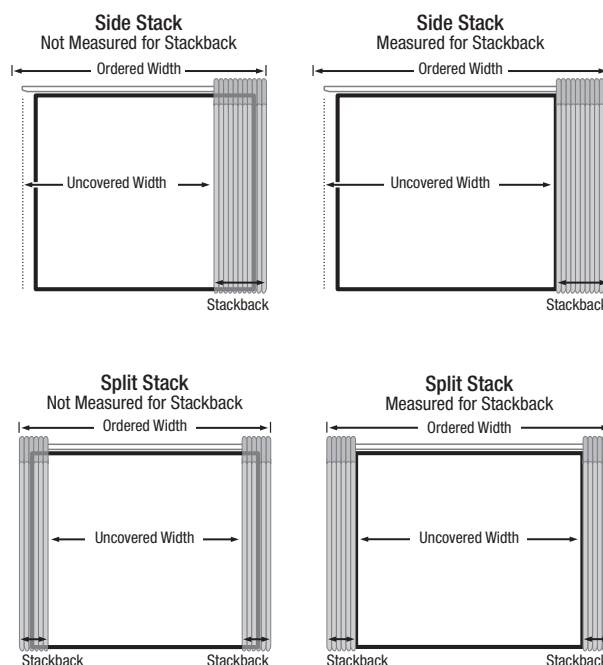 Side Stack
Not Measured for Stackback
Ordered Width
Uncovered Width
Stackback
Side Stack
Measured for Stackback
Ordered Width
Uncovered Width
Stackback
Split Stack
Not Measured for Stackback
Ordered Width
Uncovered Width
Stackback
Stackback
Split Stack
Measured for Stackback
Ordered Width
Uncovered Width
Stackback
Stackback